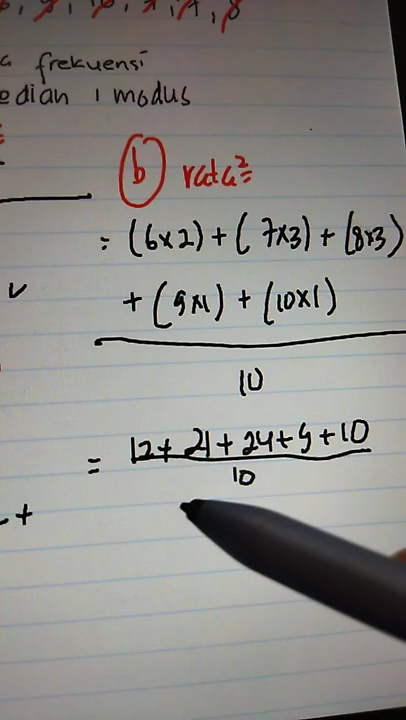 a frekuensi
edian , modus
b rata²=
= (6x2) + (7x3) + (8x3)
+ (9x1) + (10x1)
10
= 12 + 21 + 24 + 9 + 10
10
+